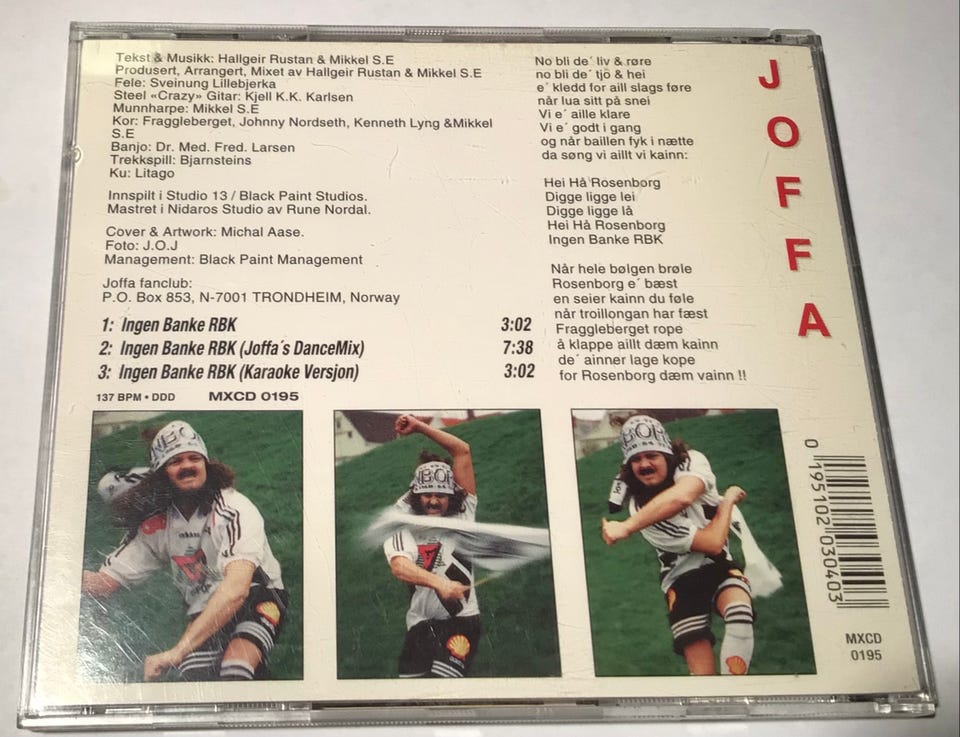 Tekst & Musikk: Hallgeir Rustan & Mikkel S.E
Produsert, Arrangert, Mixet av Hallgeir Rustan & Mikkel S.E
Fele: Sveinung Lillebjerka
Steel «Crazy» Gitar: Kjell K.K. Karlsen
Munnharpe: Mikkel S.E
Kor: Fraggleberget, Johnny Nordseth, Kenneth Lyng &Mikkel
S.E
Banjo: Dr. Med. Fred. Larsen
Trekkspill: Bjarnsteins
Ku: Litago
Innspilt i Studio 13 / Black Paint Studios.
Mastret i Nidaros Studio av Rune Nordal.
Cover & Artwork: Michal Aase.
Foto: J.O.J
Management: Black Paint Management
Joffa fanclub:
P.O. Box 853, N-7001 TRONDHEIM, Norway
1: Ingen Banke RBK 3:02
2: Ingen Banke RBK (Joffa´s DanceMix) 7:38
3: Ingen Banke RBK (Karaoke Versjon) 3:02
137 BPM • DDD MXCD 0195
No bli de´ liv & røre
no bli de´ tjo & hei
e´ kledd for aill slags føre
når lua sitt på snei
Vi e´ aille klare
Vi e´ godt i gang
og når baillen fyk i nætte
da søng vi aillt vi kainn:
Hei Hå Rosenborg
Digge ligge lei
Digge ligge lå
Hei Hå Rosenborg
Ingen Banke RBK
Når hele bølgen brøle
Rosenborg e´ bæst
en seier kainn du føle
når troillongan har fæst
Fraggleberget rope
å klappe aillt dæm kainn
de´ ainner lage kope
for Rosenborg dæm vainn !!
JOFFA
adidas
0 195102 030403
MXCD
0195